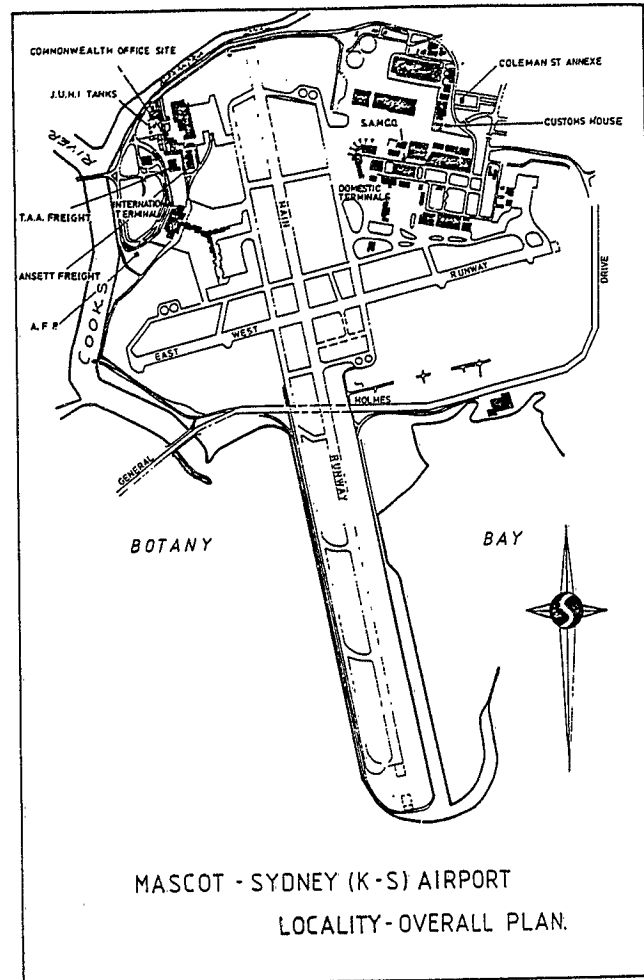 COMMONWEALTH OFFICE SITE
J.U.H.I TANKS
COLEMAN ST ANNEXE
CUSTOMS HOUSE
S.A.M.C.O.
RIVER
T.A.A. FREIGHT
INTERNATIONAL
TERMINAL
DOMESTIC
TERMINALS
MAIN
ANSETT FREIGHT
A.F.P.
COOK-S
EAST WEST RUNWAY
DRIVE
HOLMES
GENERAL
RUNWAY
BOTANY
BAY
S
MASCOT - SYDNEY (K-S) AIRPORT
LOCALITY - OVERALL PLAN.